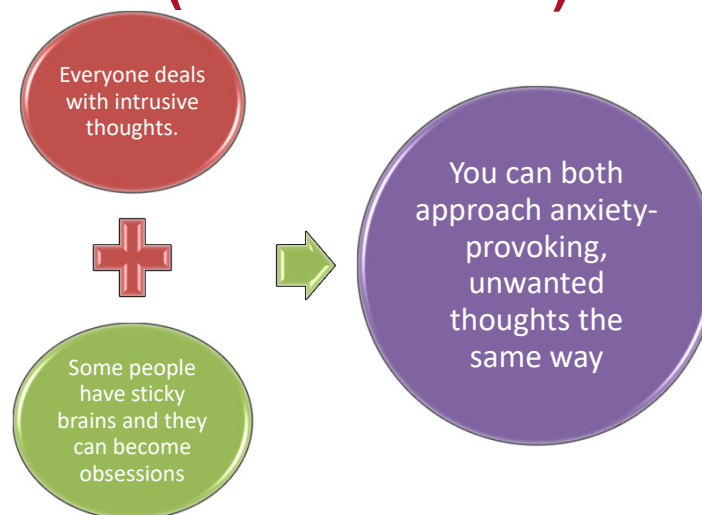 Everyone deals
with intrusive
thoughts.
Some people
have sticky
brains and they
can become
obsessions
You can both
approach anxiety-
provoking,
unwanted
thoughts the
same way